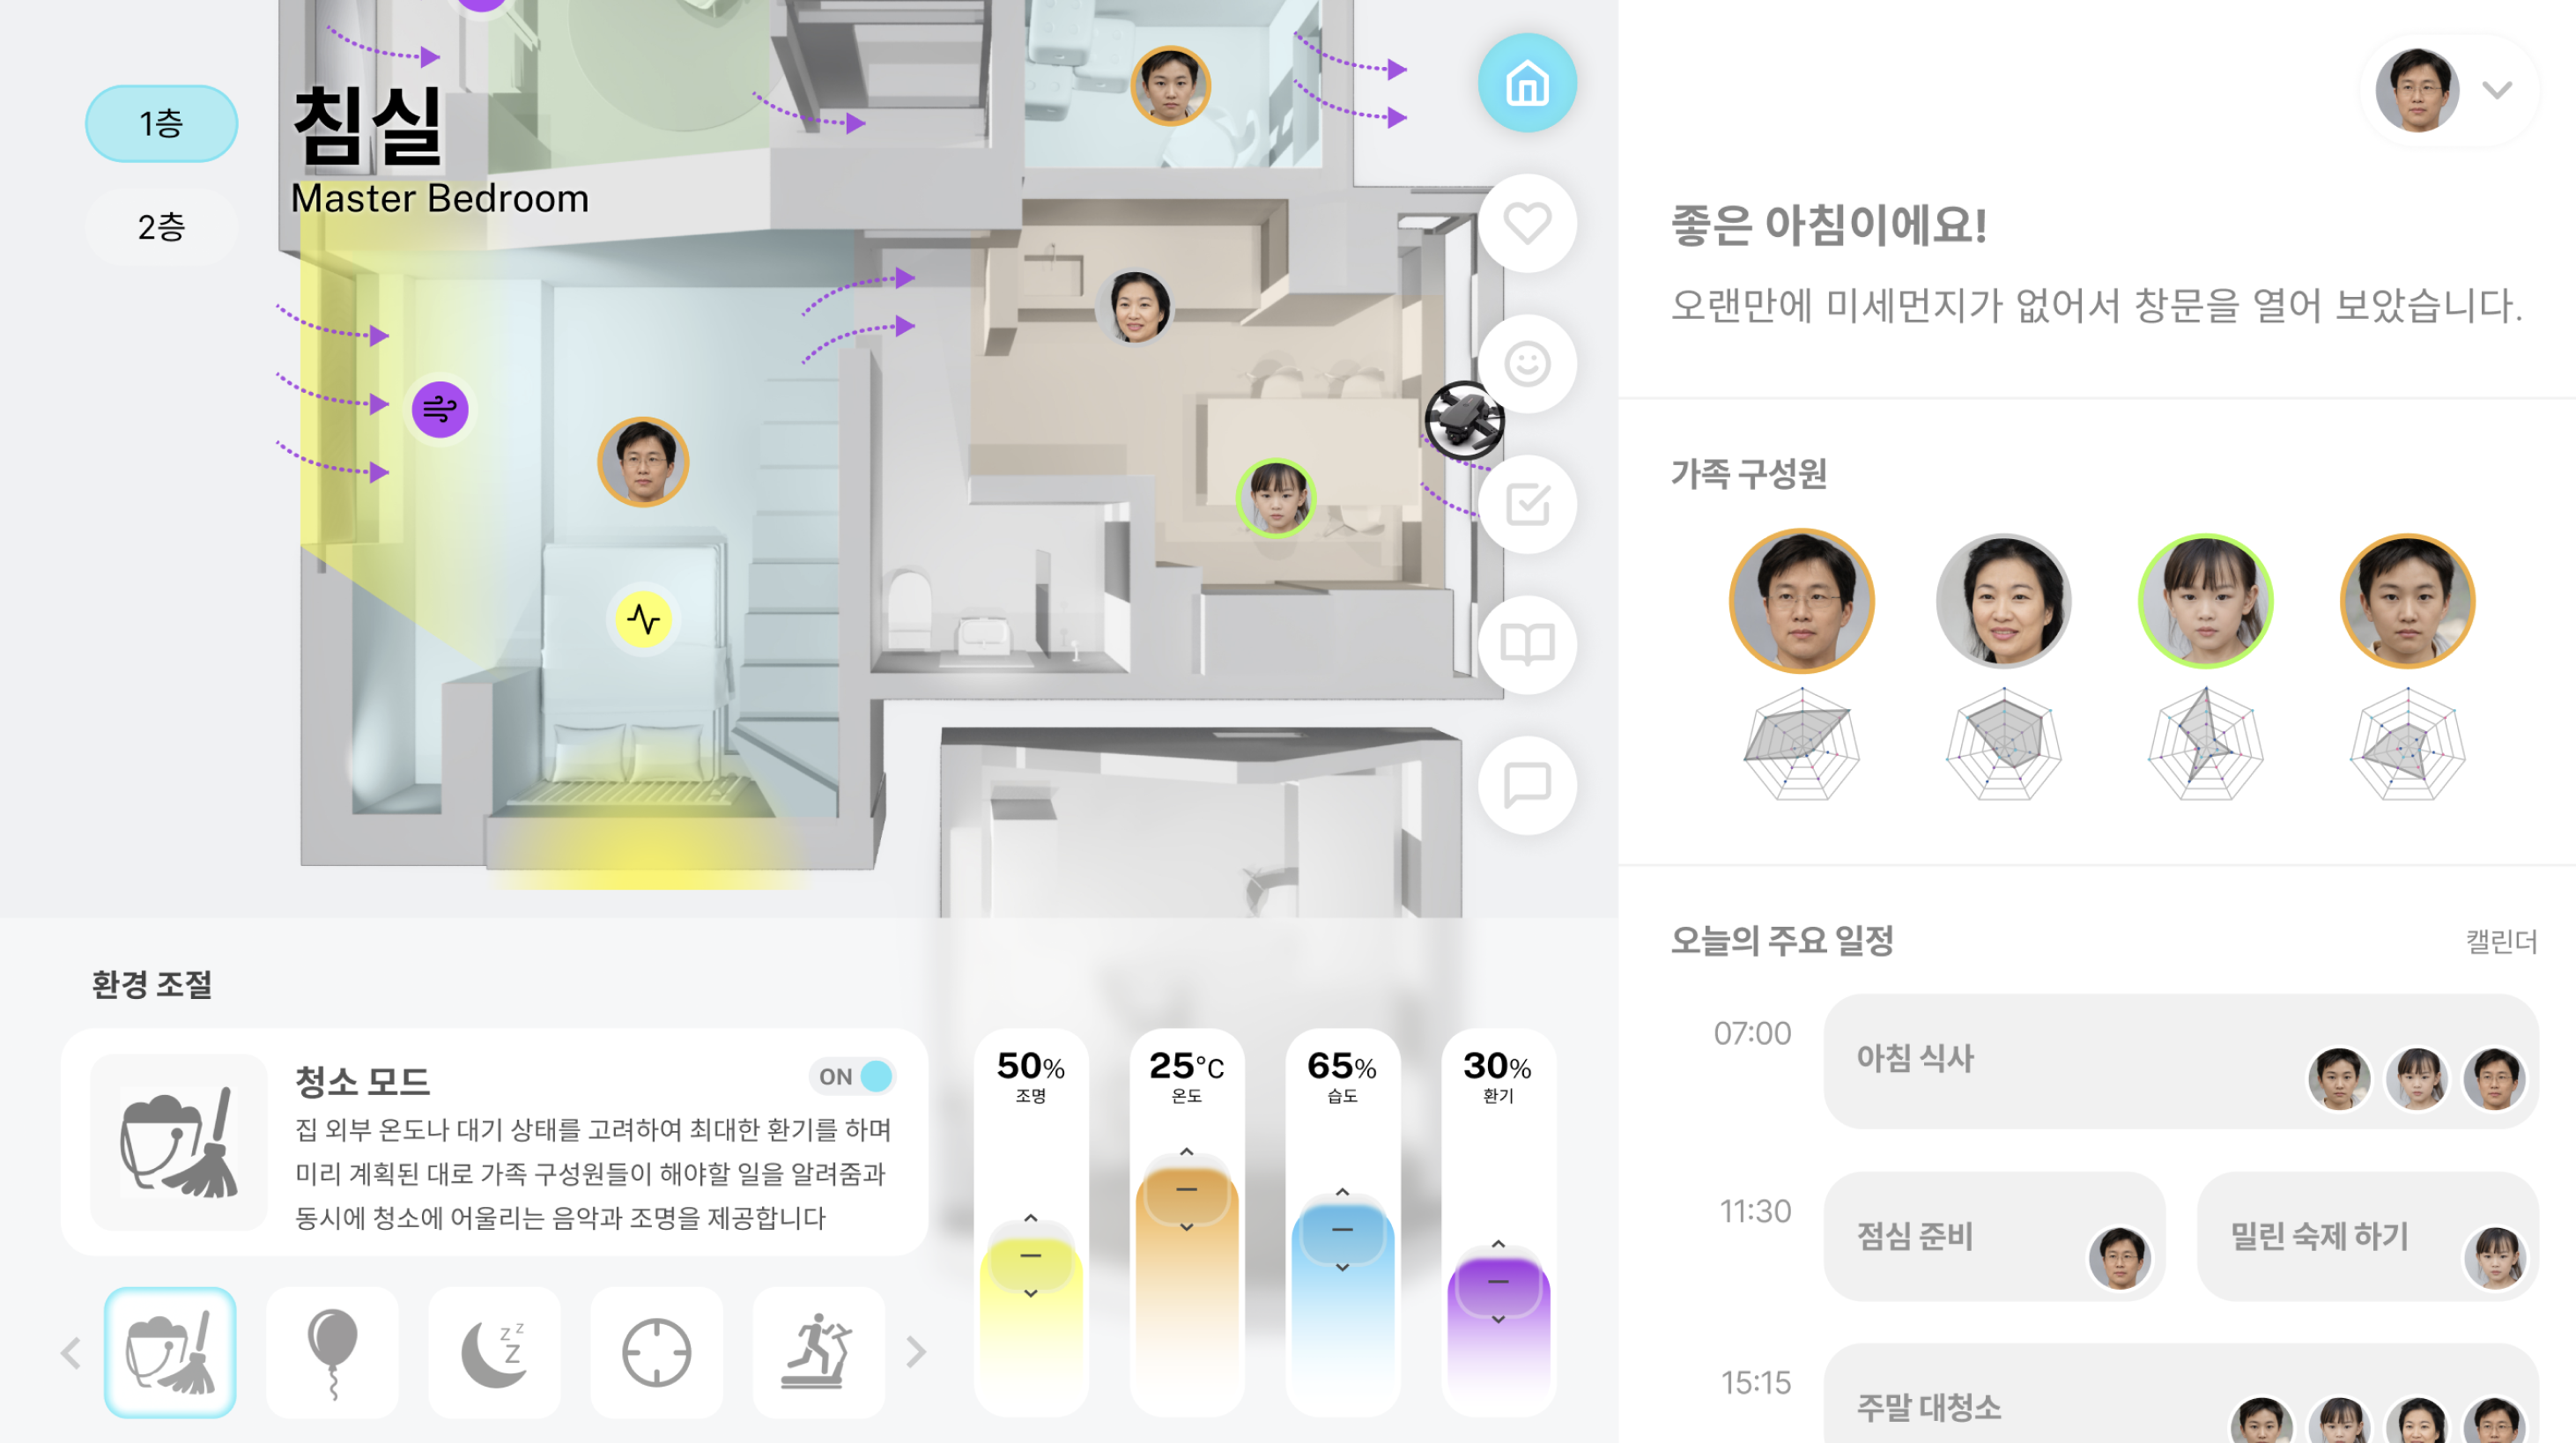 1층
2층
침실
Master Bedroom
환경 조절
청소 모드
ON
집 외부 온도나 대기 상태를 고려하여 최대한 환기를 하며
미리 계획된 대로 가족 구성원들이 해야할 일을 알려줌과
동시에 청소에 어울리는 음악과 조명을 제공합니다
z z
z
50%
조명
25°C
온도
65%
습도
30%
환기
좋은 아침이에요!
오랜만에 미세먼지가 없어서 창문을 열어 보았습니다.
가족 구성원
오늘의 주요 일정
캘린더
07:00
아침 식사
11:30
점심 준비
밀린 숙제 하기
15:15
주말 대청소